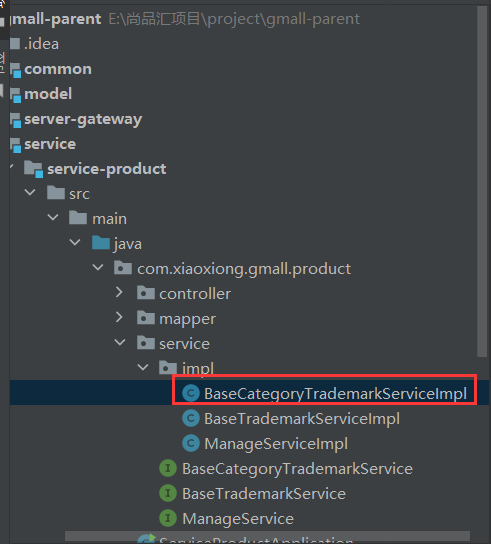 gmall-parent E:\尚品汇项目\project\gmall-parent
.idea
common
model
server-gateway
service
service-product
src
main
java
com.xiaoxiong.gmall.product
controller
mapper
service
impl
BaseCategoryTrademarkServiceImpl
BaseTrademarkServiceImpl
ManageServiceImpl
BaseCategoryTrademarkService
BaseTrademarkService
ManageService
ServiceProductApplication